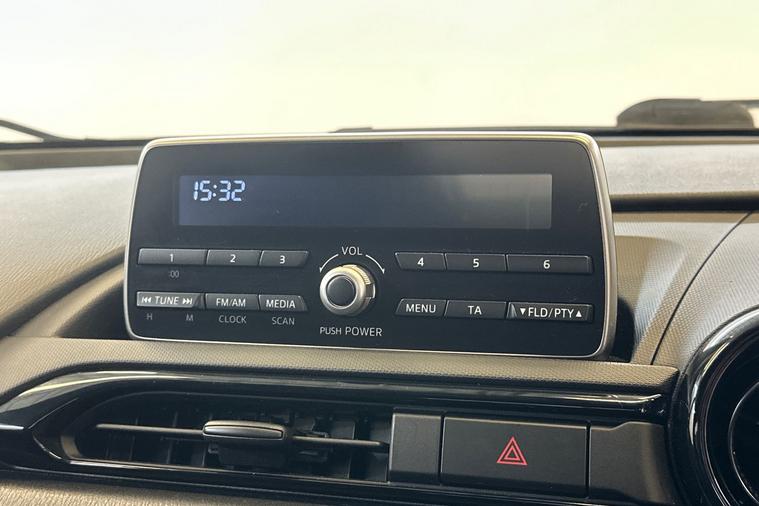 15:32
VOL
1 2 3 4 5 6
:00
⏮ TUNE ⏭ FM/AM MEDIA MENU TA ▼FLD/PTY▲
H M CLOCK SCAN
PUSH POWER